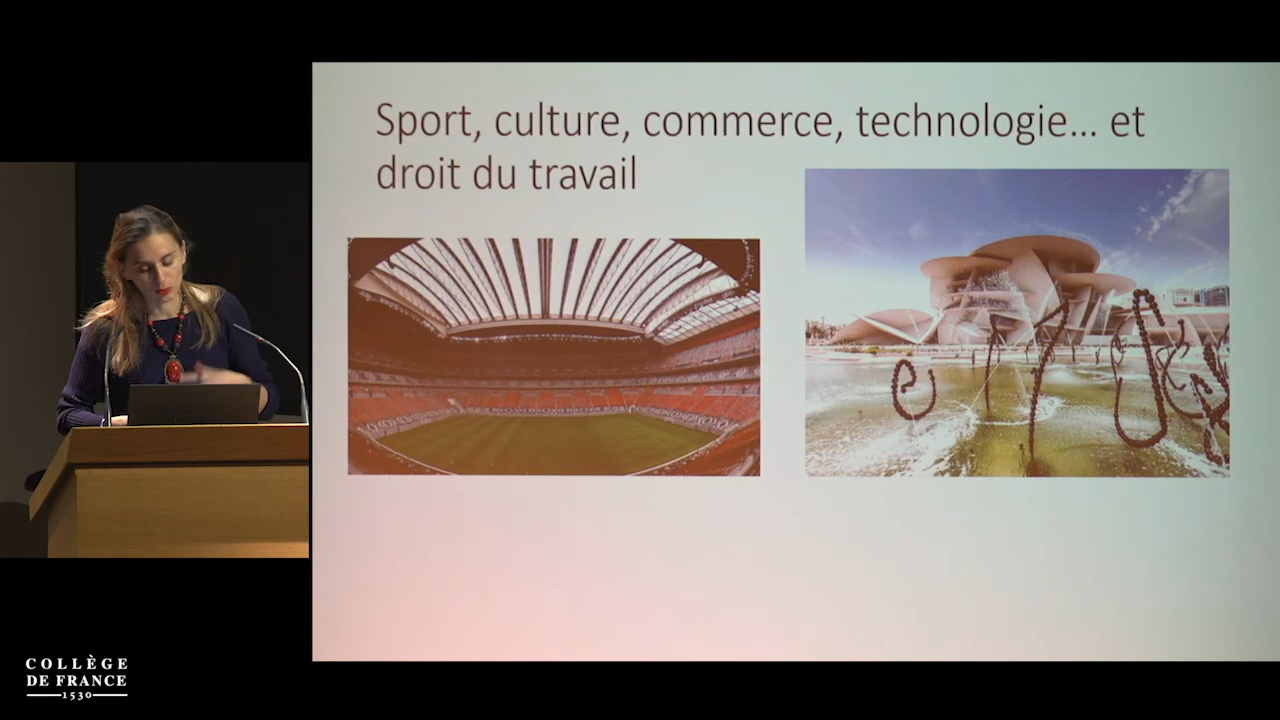 Sport, culture, commerce, technologie... et
droit du travail
COLLÈGE
DE FRANCE
1530